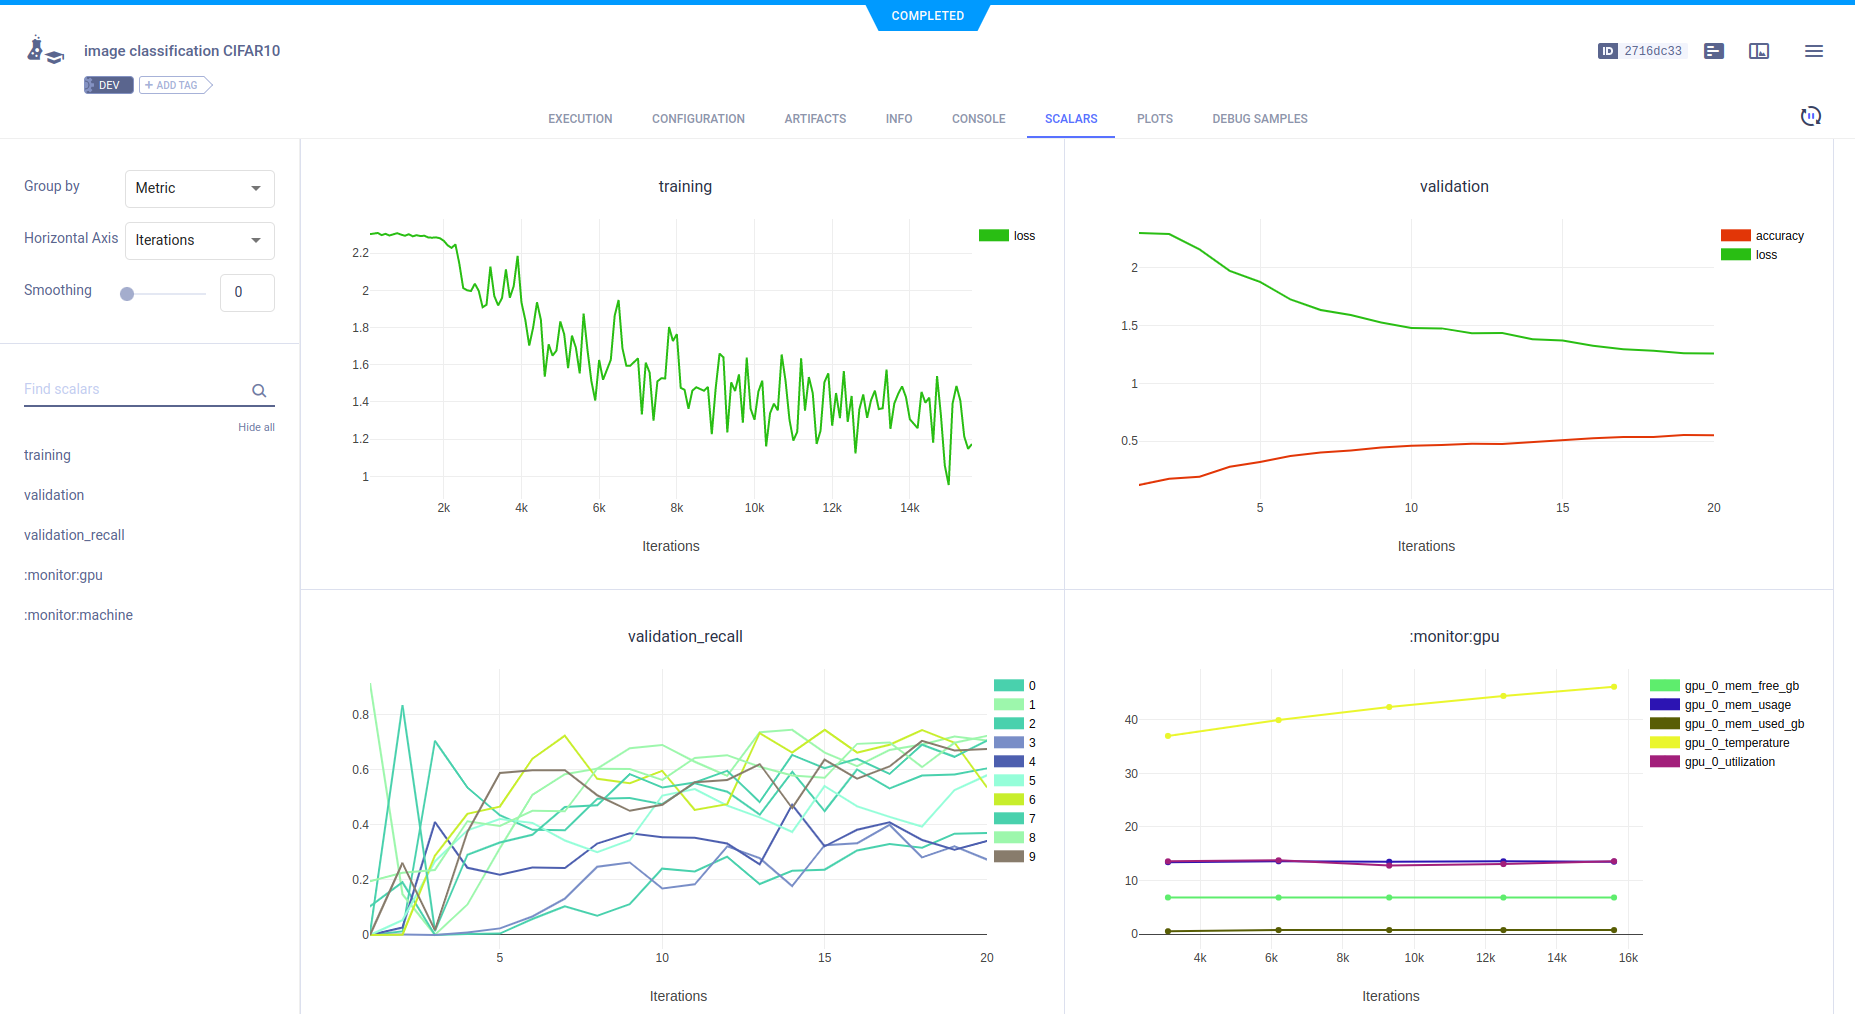 COMPLETED
image classification CIFAR10
ID 2716dc33
DEV
+ ADD TAG
EXECUTION CONFIGURATION ARTIFACTS INFO CONSOLE SCALARS PLOTS DEBUG SAMPLES
Group by
Metric
Horizontal Axis
Iterations
Smoothing
0
Find scalars
Hide all
training
validation
validation_recall
:monitor:gpu
:monitor:machine
training
loss
2.2
2
1.8
1.6
1.4
1.2
1
2k 4k 6k 8k 10k 12k 14k
Iterations
validation
accuracy
loss
2
1.5
1
0.5
5 10 15 20
Iterations
validation_recall
0
1
2
3
4
5
6
7
8
9
0.8
0.6
0.4
0.2
0
5 10 15 20
Iterations
:monitor:gpu
gpu_0_mem_free_gb
gpu_0_mem_usage
gpu_0_mem_used_gb
gpu_0_temperature
gpu_0_utilization
40
30
20
10
0
4k 6k 8k 10k 12k 14k 16k
Iterations